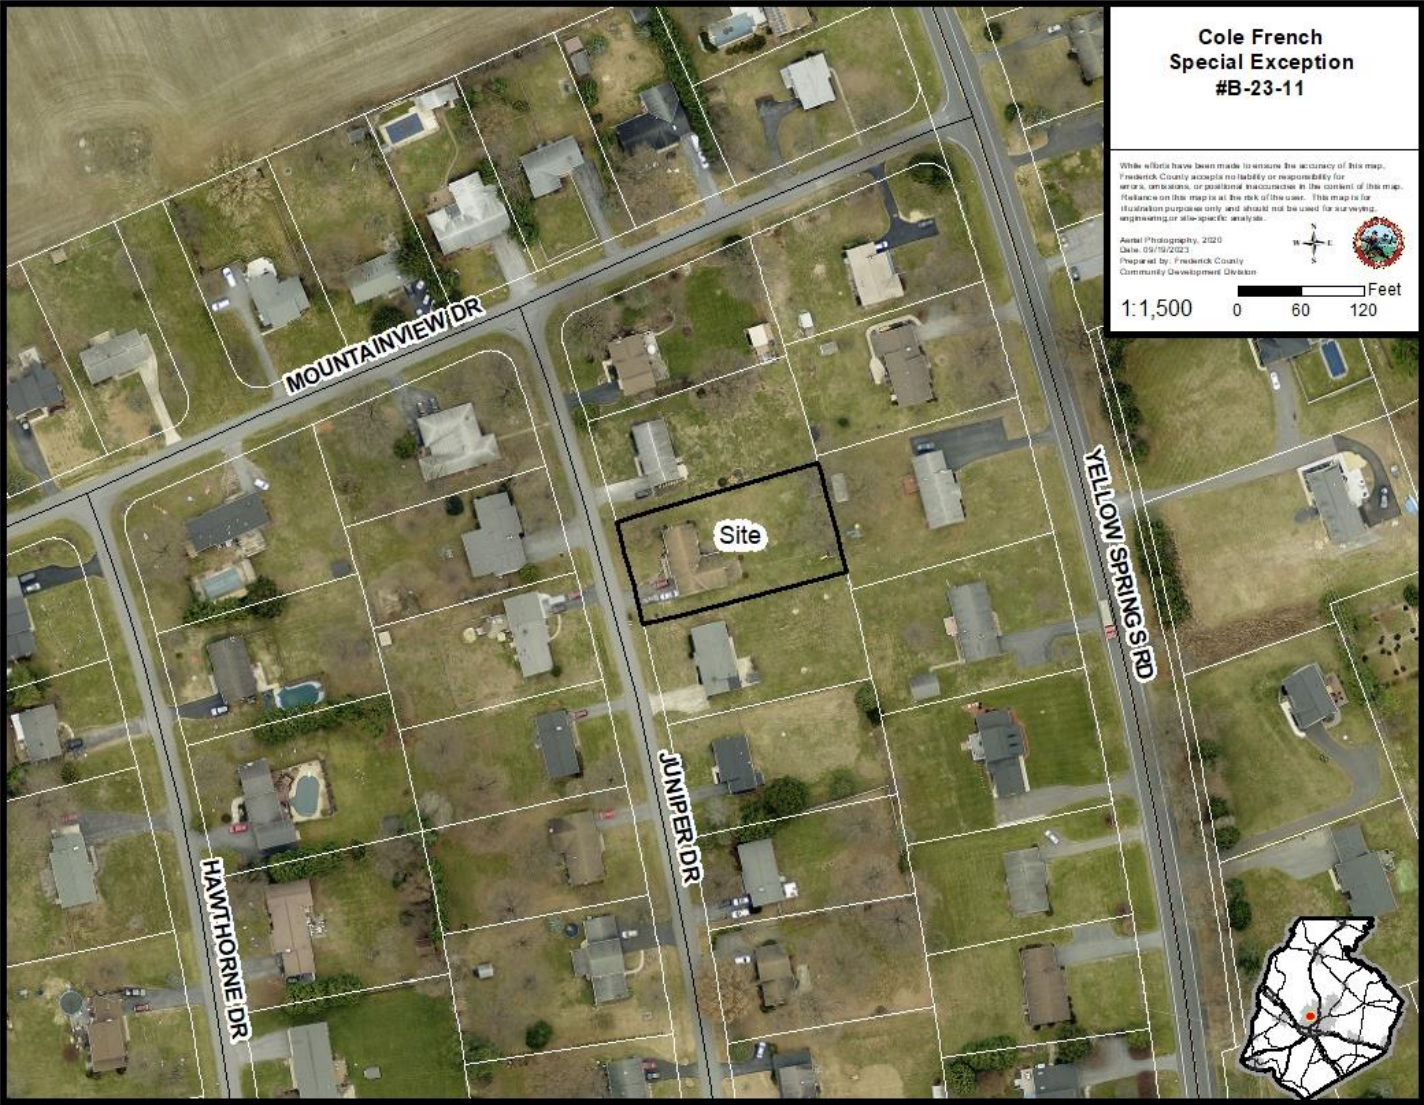 Cole French
Special Exception
#B-23-11
While efforts have been made to ensure the accuracy of this map,
Frederick County accepts no liability or responsibility for
errors, omissions, or positional inaccuracies in the content of this map.
Reliance on this map is at the risk of the user. This map is for
illustration purposes only and should not be used for surveying,
engineering, or site-specific analysis.
Aerial Photography, 2020
Date: 09/19/2023
Prepared by: Frederick County
Community Development Division
N
W E
S
1:1,500
Feet
0 60 120
MOUNTAINVIEW DR
YELLOW SPRINGS RD
Site
JUNIPER DR
HAWTHORNE DR